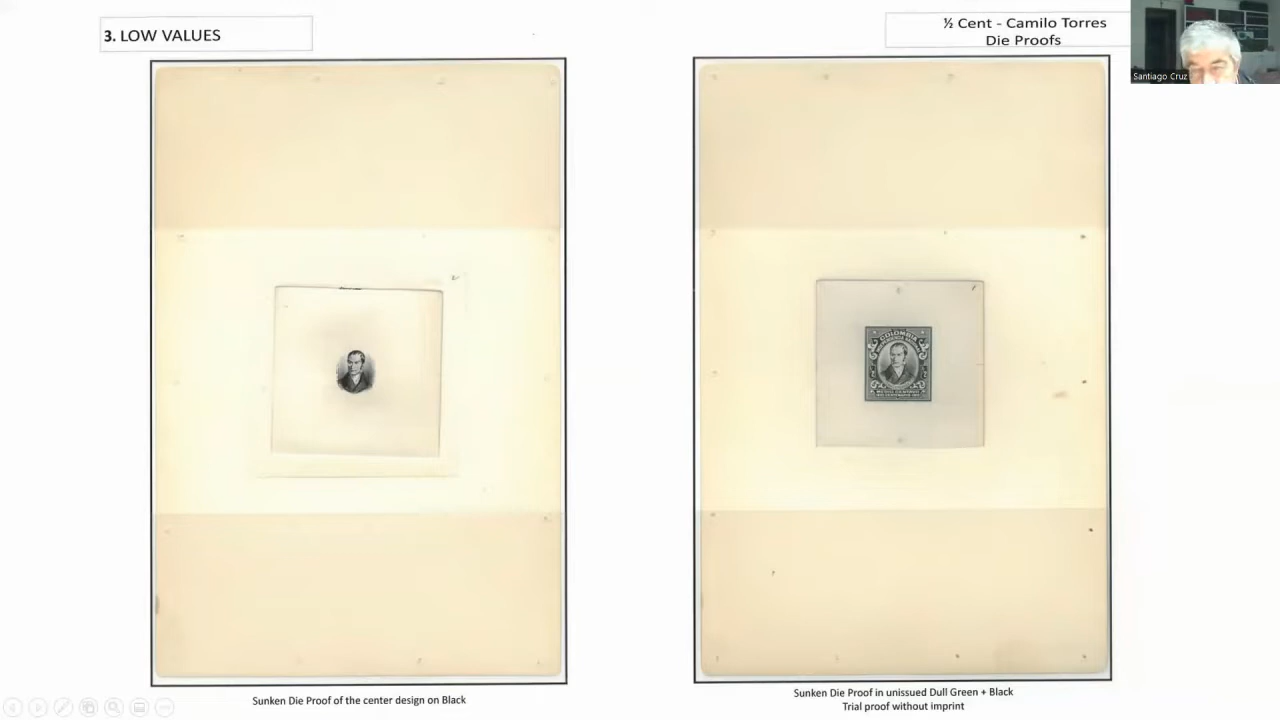 3. LOW VALUES
½ Cent - Camilo Torres
Die Proofs
Santiago Cruz
COLOMBIA
Sunken Die Proof of the center design on Black
Sunken Die Proof in unissued Dull Green + Black
Trial proof without imprint